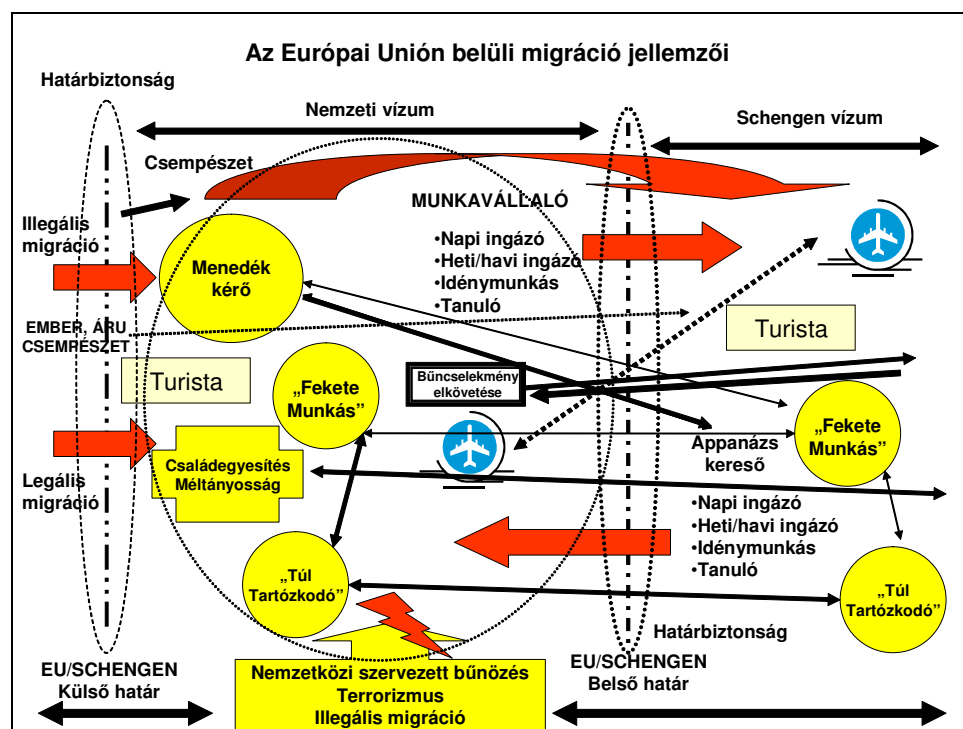 Az Európai Unión belüli migráció jellemzői
Határbiztonság
Nemzeti vízum
Schengen vízum
Csempészet
MUNKAVÁLLALÓ
•Napi ingázó
•Heti/havi ingázó
•Idénymunkás
•Tanuló
Illegális
migráció
Menedék
kérő
EMBER, ÁRU
CSEMPÉSZET
Turista
Turista
„Fekete
Munkás”
Bűncselekmény
elkövetése
„Fekete
Munkás”
Appanázs
kereső
Legális
migráció
Családegyesítés
Méltányosság
•Napi ingázó
•Heti/havi ingázó
•Idénymunkás
•Tanuló
„Túl
Tartózkodó”
„Túl
Tartózkodó”
Határbiztonság
EU/SCHENGEN
Külső határ
Nemzetközi szervezett bűnözés
Terrorizmus
Illegális migráció
EU/SCHENGEN
Belső határ